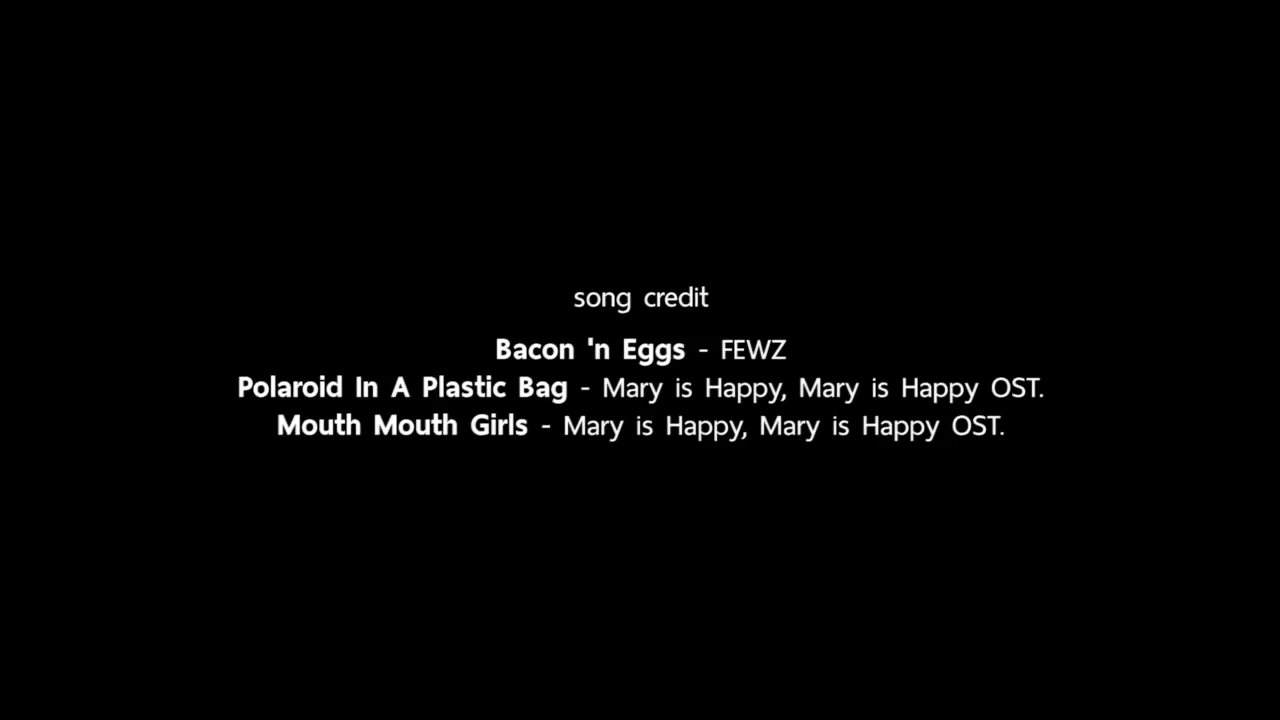 song credit
Bacon 'n Eggs - FEWZ
Polaroid In A Plastic Bag - Mary is Happy, Mary is Happy OST.
Mouth Mouth Girls - Mary is Happy, Mary is Happy OST.